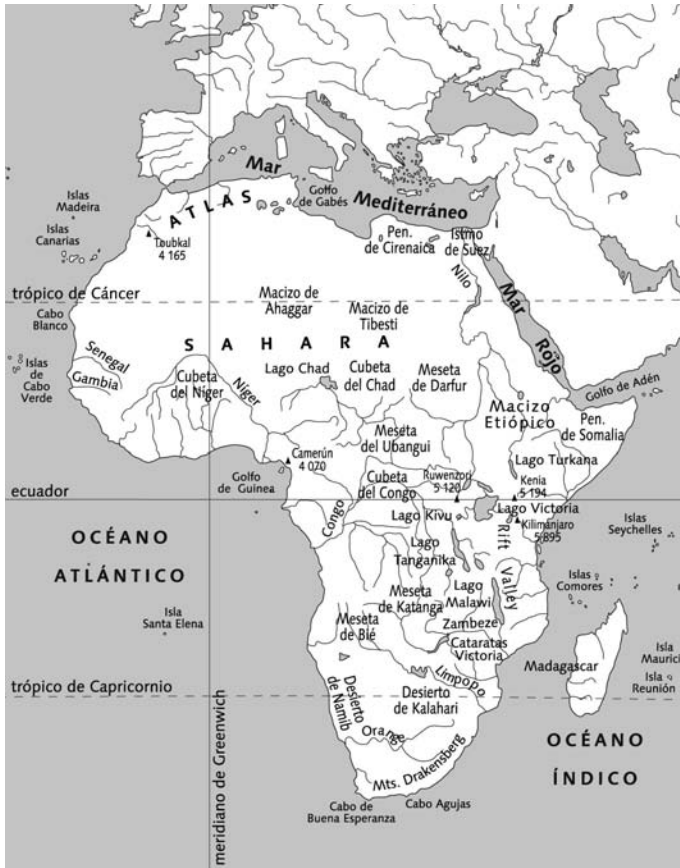 Mar
Mediterráneo
ATLAS
Golfo
de Gabés
Islas
Madeira
Islas
Canarias
Toubkal
4 165
Pen.
de Cirenaica
Istmo
de Suez
Nilo
trópico de Cáncer
Cabo
Blanco
Macizo de
Ahaggar
Macizo de
Tibesti
Mar
Rojo
SAHARA
Islas
de Cabo
Verde
Senegal
Gambia
Cubeta
del Níger
Niger
Lago Chad
Cubeta
del Chad
Meseta
de Darfur
Golfo de Adén
Macizo
Etiópico
Pen.
de Somalia
Meseta
del Ubangui
Lago Turkana
Camerún
4 070
Golfo
de Guinea
Cubeta
del Congo
Ruwenzori
5 120
Kenia
5 194
ecuador
Congo
Lago Kivu
Lago Victoria
Kilimanjaro
5 895
Islas
Seychelles
OCÉANO
ATLÁNTICO
Lago
Tanganika
Rift Valley
Islas
Comores
Isla
Santa Elena
Meseta
de Katanga
Lago
Malawi
Meseta
de Bié
Zambeze
Cataratas
Victoria
Madagascar
Isla
Maurici
Isla
Reunión
trópico de Capricornio
Limpopo
Desierto
de Namib
Desierto
de Kalahari
Orange
Mts. Drakensberg
OCÉANO
ÍNDICO
meridiano de Greenwich
Cabo de
Buena Esperanza
Cabo Agujas